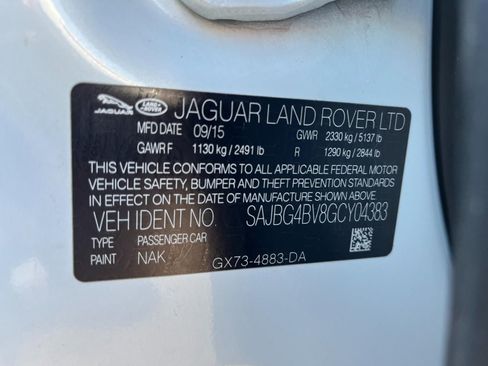 JAGUAR LAND ROVER JAGUAR LAND ROVER LTD
MFD DATE 09/15 GVWR 2330 kg / 5137 lb
GAWR F 1130 kg / 2491 lb R 1290 kg / 2844 lb
THIS VEHICLE CONFORMS TO ALL APPLICABLE FEDERAL MOTOR
VEHICLE SAFETY, BUMPER AND THEFT PREVENTION STANDARDS
IN EFFECT ON THE DATE OF MANUFACTURE SHOWN ABOVE
VEH IDENT NO. SAJBG4BV8GCY04383
TYPE PASSENGER CAR
PAINT NAK GX73-4883-DA